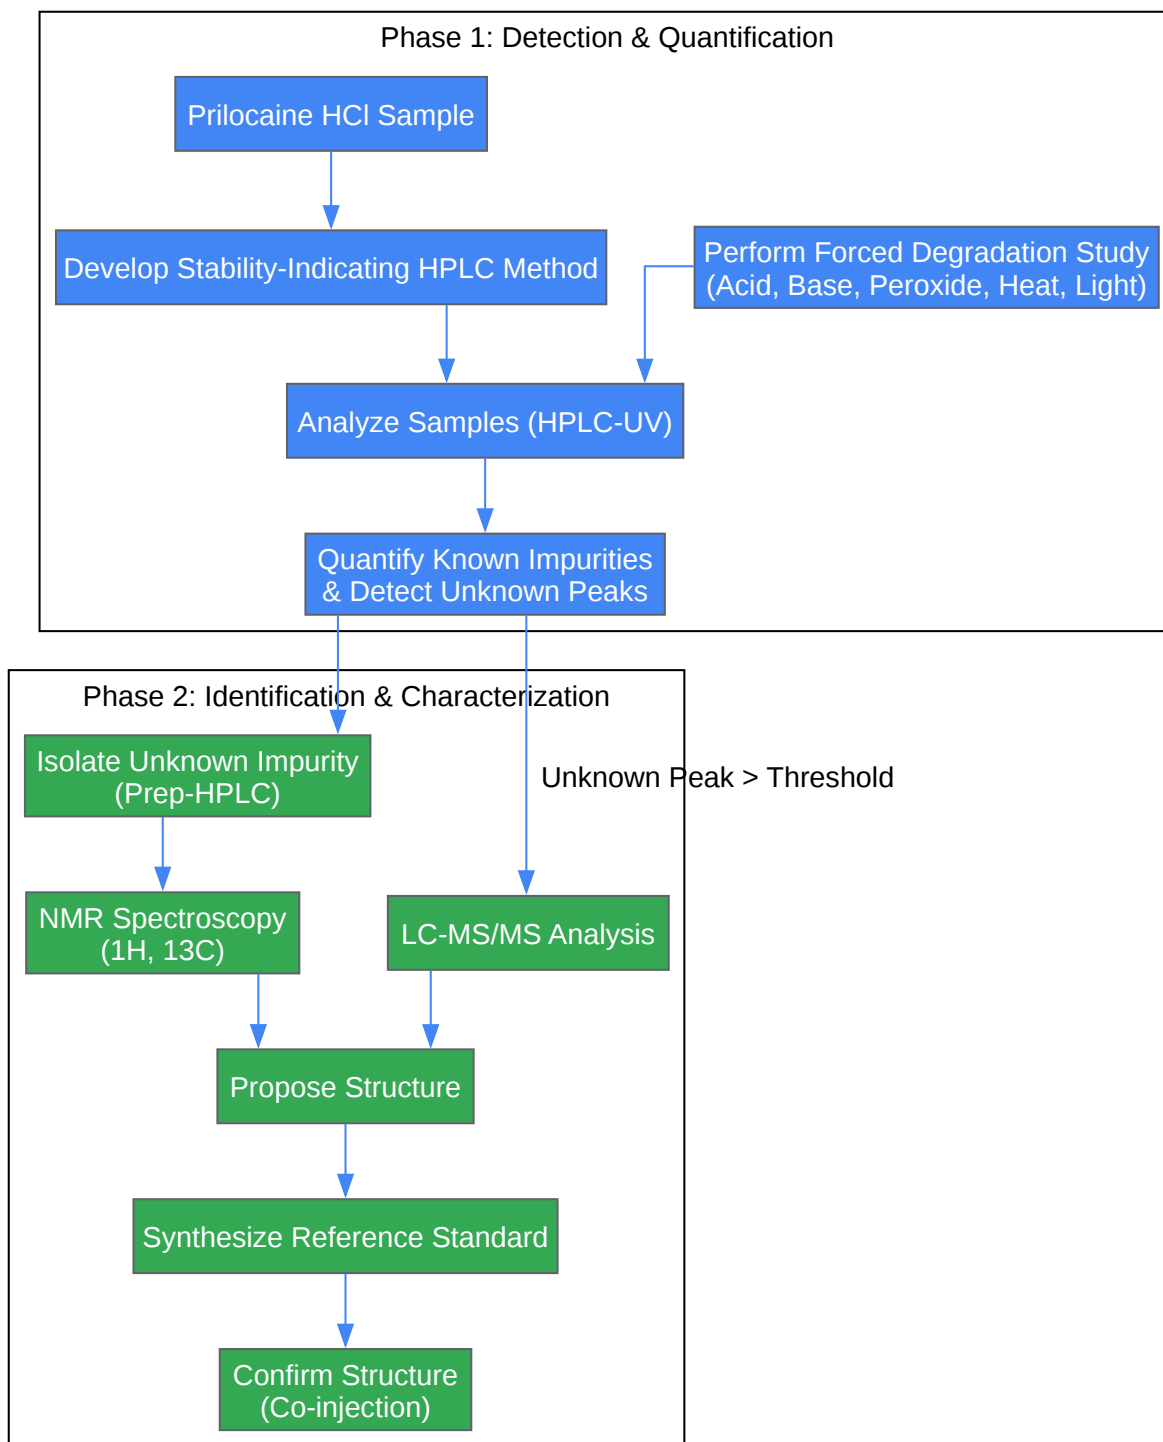 Phase 1: Detection & Quantification
Prilocaine HCl Sample
Develop Stability-Indicating HPLC Method
Perform Forced Degradation Study
(Acid, Base, Peroxide, Heat, Light)
Analyze Samples (HPLC-UV)
Quantify Known Impurities
& Detect Unknown Peaks
Phase 2: Identification & Characterization
Isolate Unknown Impurity
(Prep-HPLC)
Unknown Peak > Threshold
NMR Spectroscopy
(1H, 13C)
LC-MS/MS Analysis
Propose Structure
Synthesize Reference Standard
Confirm Structure
(Co-injection)